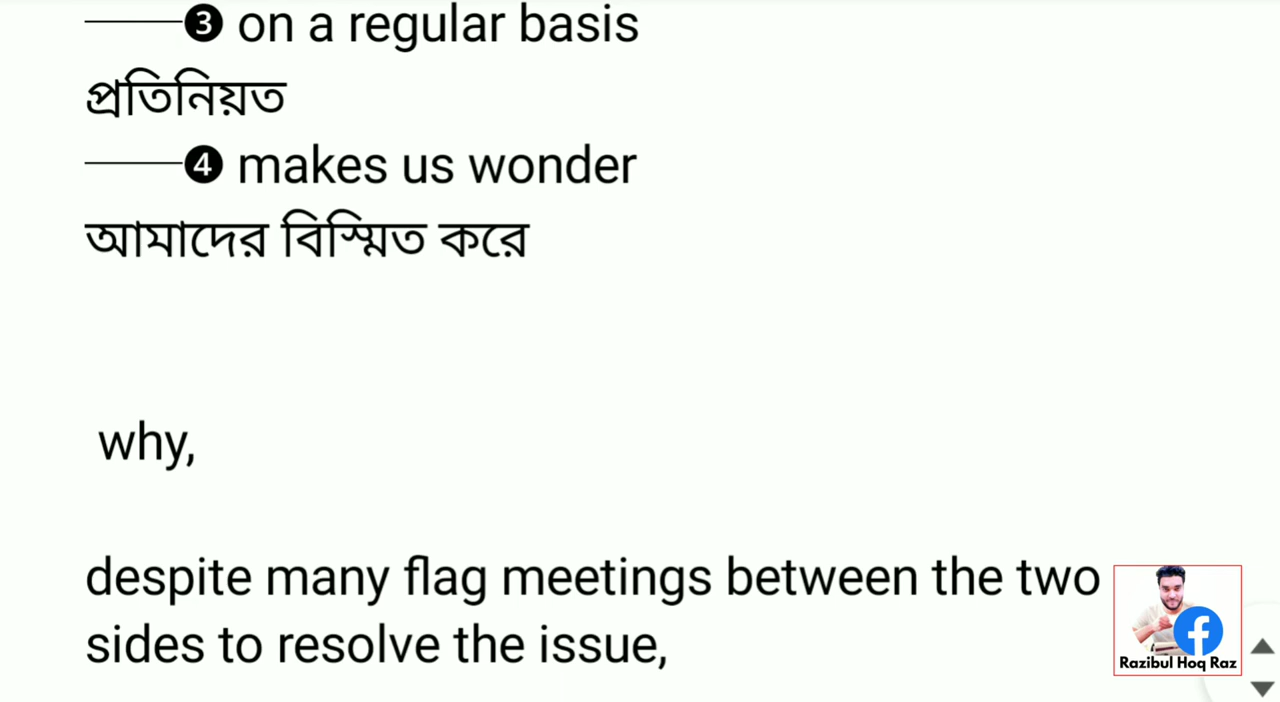 ———❸ on a regular basis
প্রতিনিয়ত
———❹ makes us wonder
আমাদের বিস্মিত করে
why,
despite many flag meetings between the two
sides to resolve the issue,
Razibul Hoq Raz